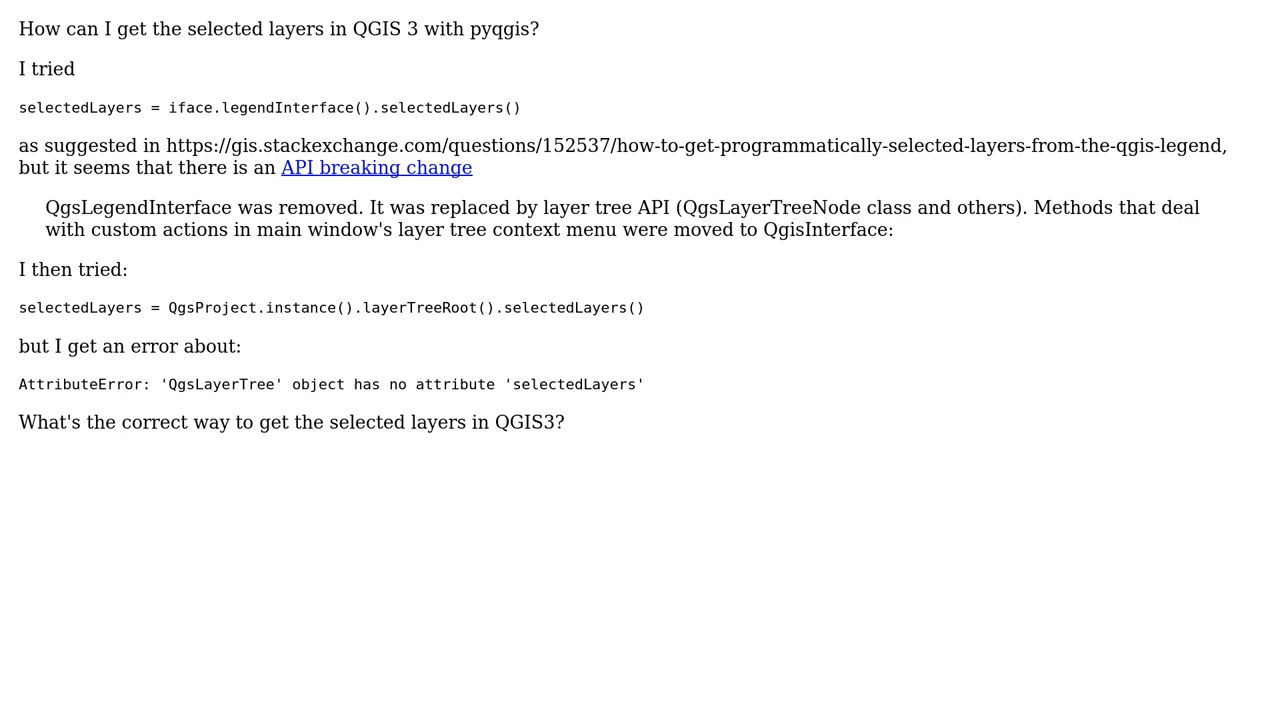 How can I get the selected layers in QGIS 3 with pyqgis?
I tried
selectedLayers = iface.legendInterface().selectedLayers()
as suggested in https://gis.stackexchange.com/questions/152537/how-to-get-programmatically-selected-layers-from-the-qgis-legend,
but it seems that there is an API breaking change
QgsLegendInterface was removed. It was replaced by layer tree API (QgsLayerTreeNode class and others). Methods that deal
with custom actions in main window's layer tree context menu were moved to QgisInterface:
I then tried:
selectedLayers = QgsProject.instance().layerTreeRoot().selectedLayers()
but I get an error about:
AttributeError: 'QgsLayerTree' object has no attribute 'selectedLayers'
What's the correct way to get the selected layers in QGIS3?